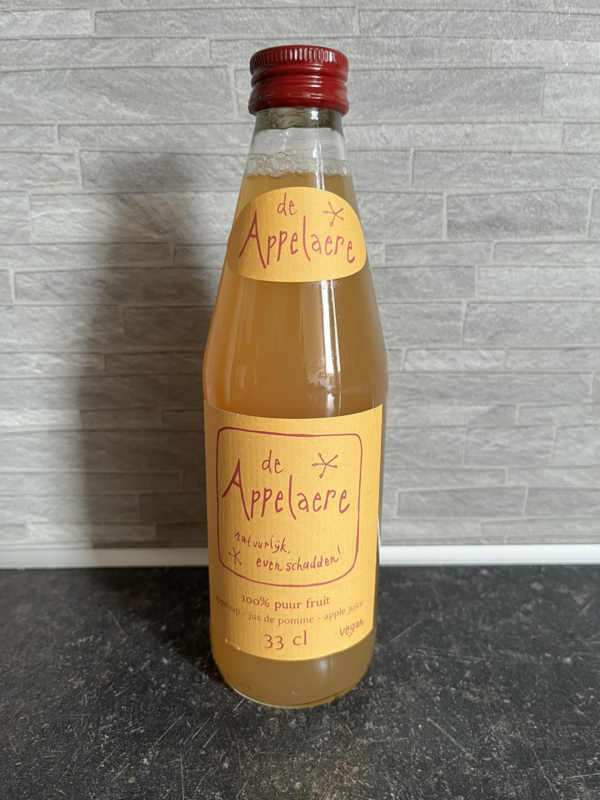 de
Appelaere
de
Appelaere
natuurlijk,
even schudden!
100% puur fruit
appelsap - jus de pomme - apple juice
vegan
33 cl